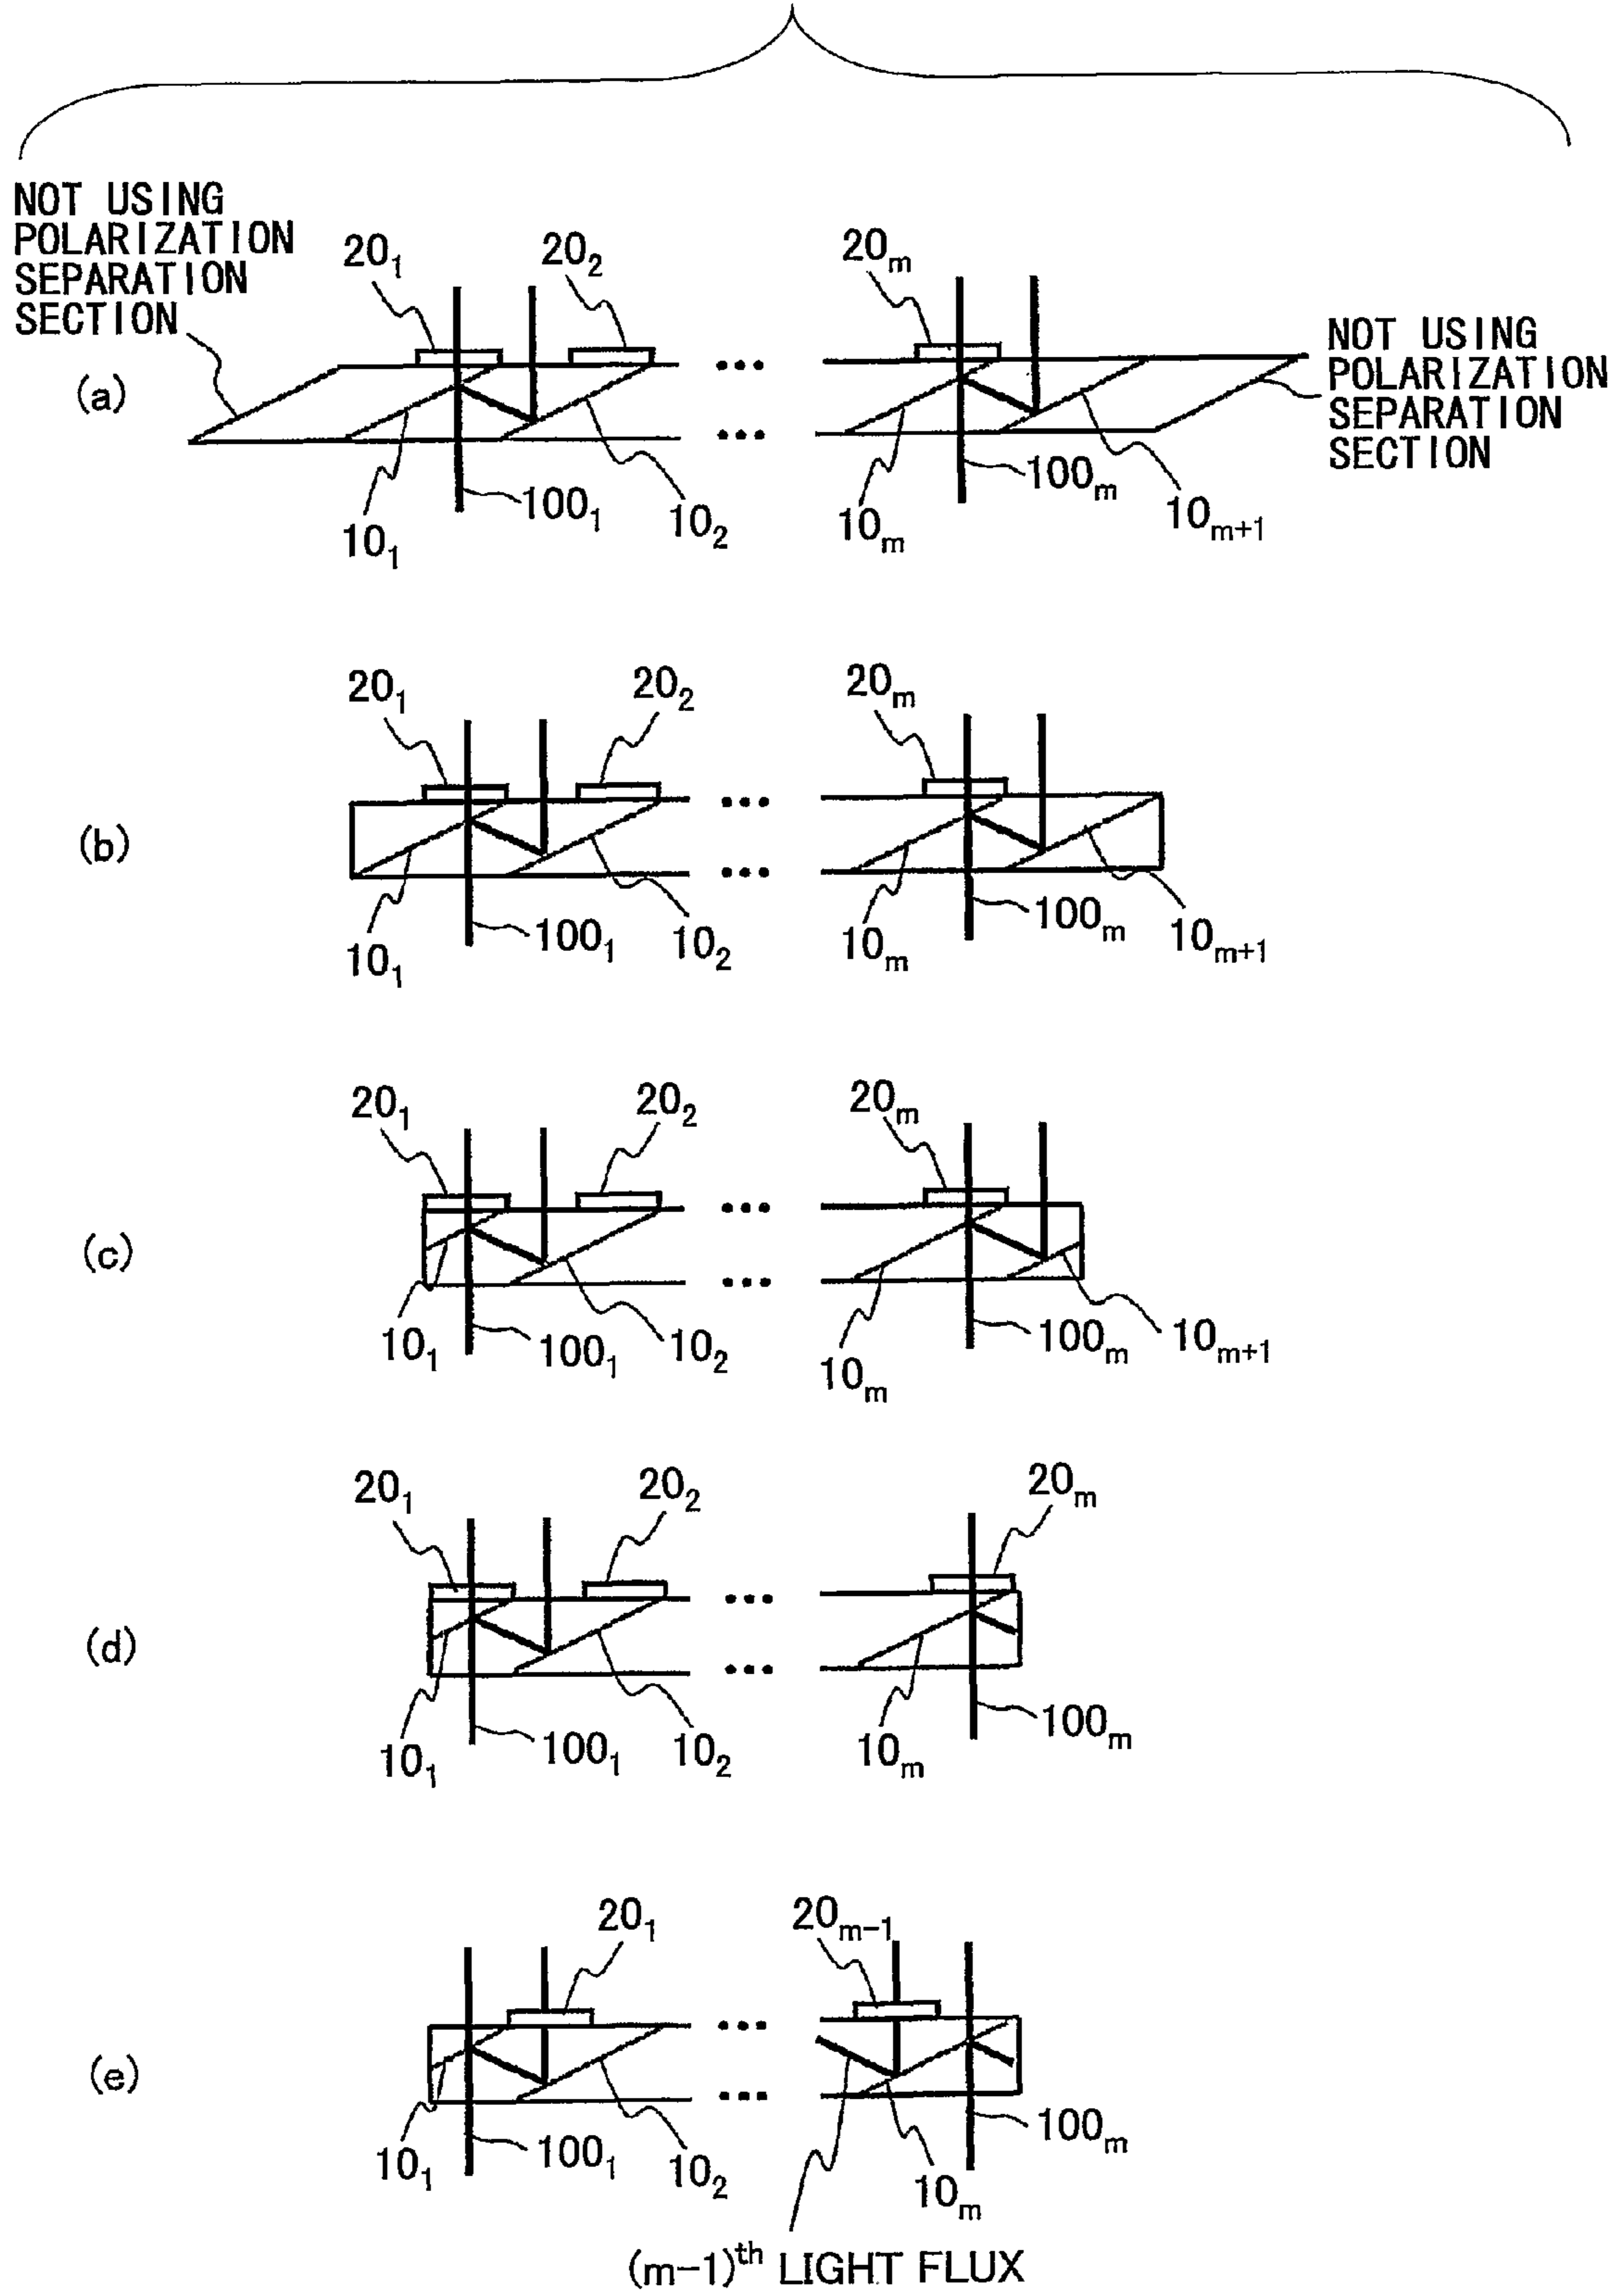 NOT USING
POLARIZATION
SEPARATION
SECTION
20₁
20₂
20ₘ
NOT USING
POLARIZATION
SEPARATION
SECTION
(a)
10₁
100₁
10₂
10ₘ
100ₘ
10ₘ₊₁
20₁
20₂
20ₘ
(b)
10₁
100₁
10₂
10ₘ
100ₘ
10ₘ₊₁
20₁
20₂
20ₘ
(c)
10₁
100₁
10₂
10ₘ
100ₘ
10ₘ₊₁
20₁
20₂
20ₘ
(d)
10₁
100₁
10₂
10ₘ
100ₘ
20₁
20ₘ₋₁
(e)
10₁
100₁
10₂
10ₘ
100ₘ
(m-1)ᵗʰ LIGHT FLUX